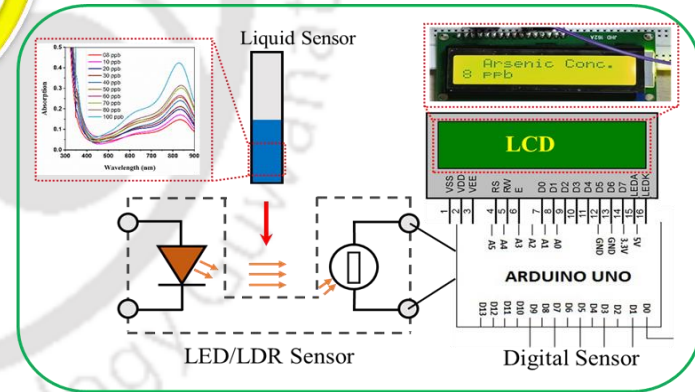 Liquid Sensor
0.5
0.4
0.3
0.2
0.1
0.0
Absorption
10 ppb
20 ppb
30 ppb
40 ppb
50 ppb
60 ppb
70 ppb
80 ppb
100 ppb
300 400 500 600 700 800 900
Wavelength (nm)
Arsenic Conc.
8 ppb
LCD
VSS VDD VEE RS RW E D0 D1 D2 D3 D4 D5 D6 D7 LEDA LEDK
1 2 3 4 5 6 7 8 9 10 11 12 13 14 15 16
A5 A4 A3 A2 A1 A0 GND GND 3.3V 5V
ARDUINO UNO
D13 D12 D11 D10 D9 D8 D7 D6 D5 D4 D3 D2 D1 D0
LED/LDR Sensor
Digital Sensor